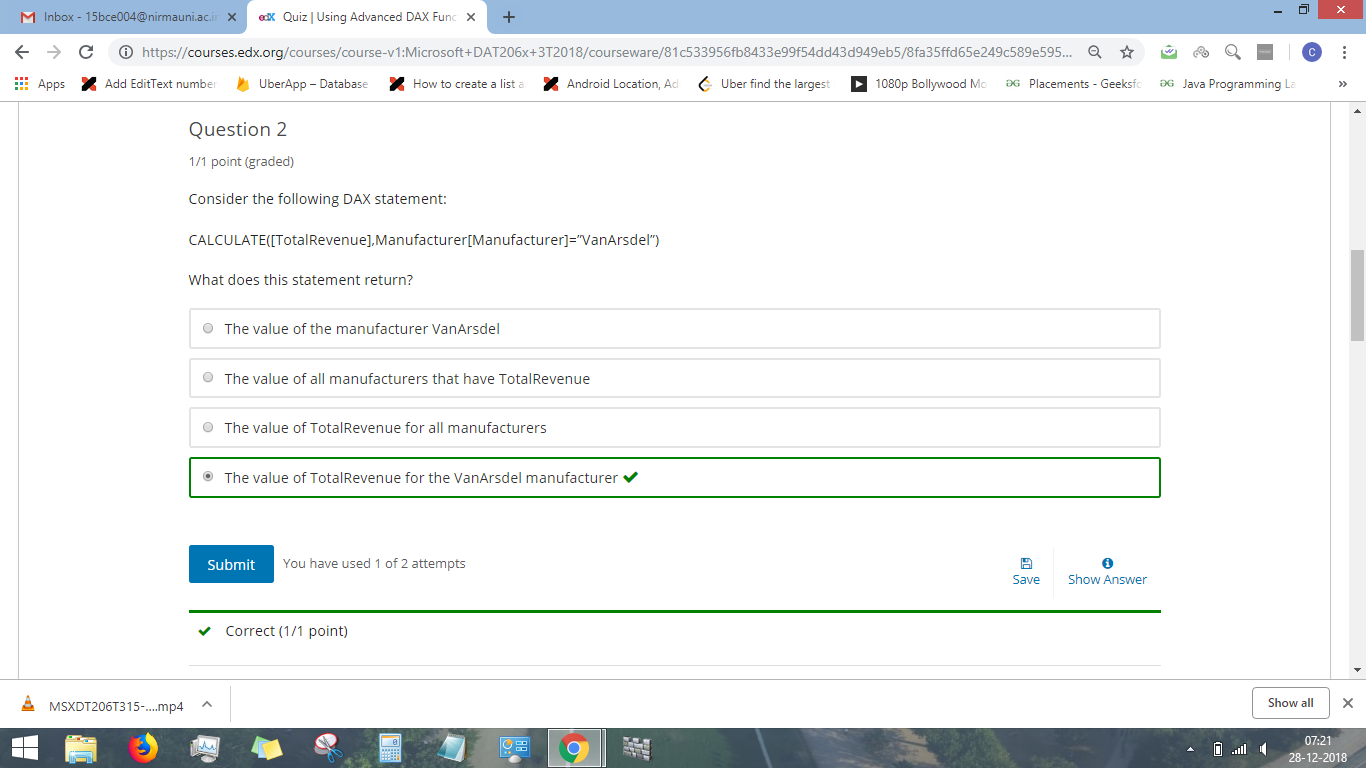 Inbox - 15bce004@nirmauni.ac.in
edX Quiz | Using Advanced DAX Func
https://courses.edx.org/courses/course-v1:Microsoft+DAT206x+3T2018/courseware/81c533956fb8433e99f54dd43d949eb5/8fa35ffd65e249c589e595...
C
Apps
Add EditText number
UberApp – Database
How to create a list a
Android Location, Ad
Uber find the largest
1080p Bollywood Mo
Placements - Geeksfo
Java Programming La
»
Question 2
1/1 point (graded)
Consider the following DAX statement:
CALCULATE([TotalRevenue],Manufacturer[Manufacturer]=”VanArsdel”)
What does this statement return?
The value of the manufacturer VanArsdel
The value of all manufacturers that have TotalRevenue
The value of TotalRevenue for all manufacturers
The value of TotalRevenue for the VanArsdel manufacturer
Submit
You have used 1 of 2 attempts
Save
Show Answer
Correct (1/1 point)
MSXDT206T315-....mp4
Show all
07:21
28-12-2018